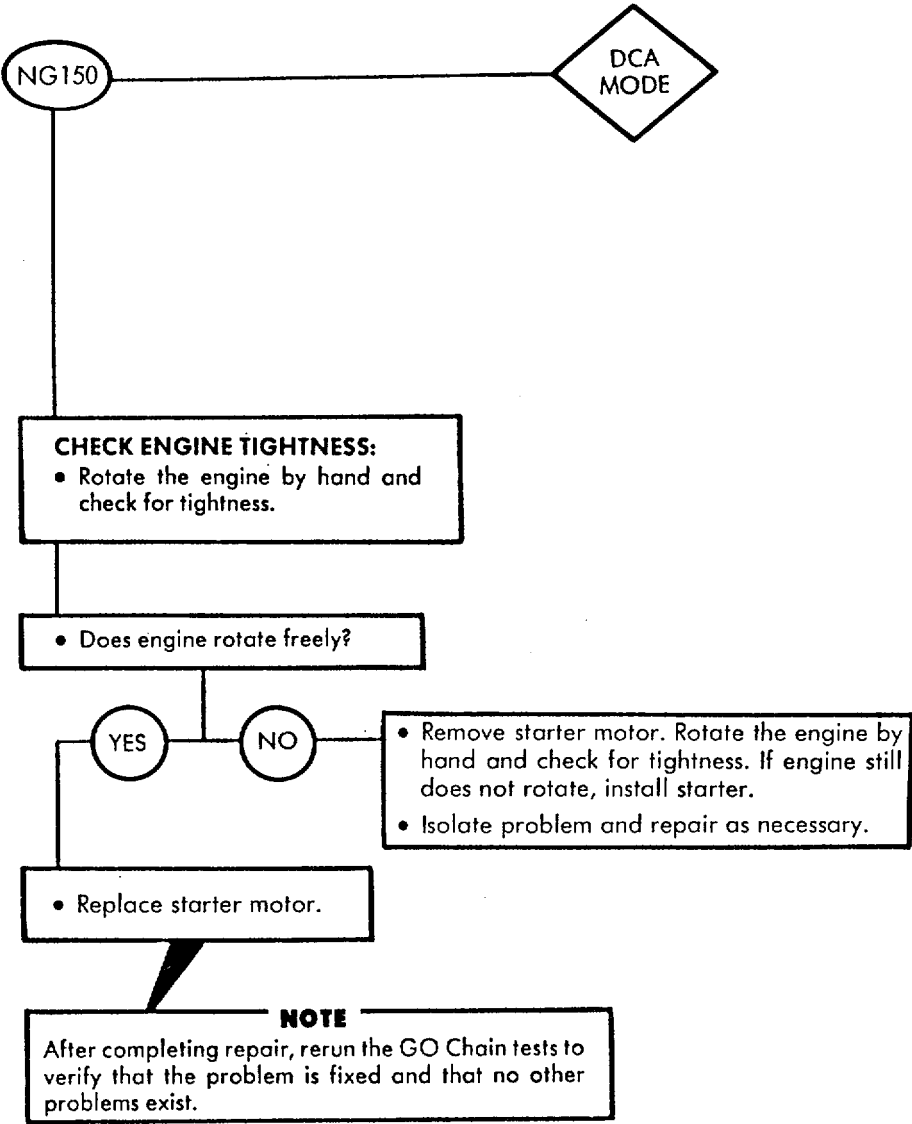 NG150
DCA
MODE
CHECK ENGINE TIGHTNESS:
• Rotate the engine by hand and
check for tightness.
• Does engine rotate freely?
YES
NO
• Remove starter motor. Rotate the engine by
hand and check for tightness. If engine still
does not rotate, install starter.
• Isolate problem and repair as necessary.
• Replace starter motor.
NOTE
After completing repair, rerun the GO Chain tests to
verify that the problem is fixed and that no other
problems exist.